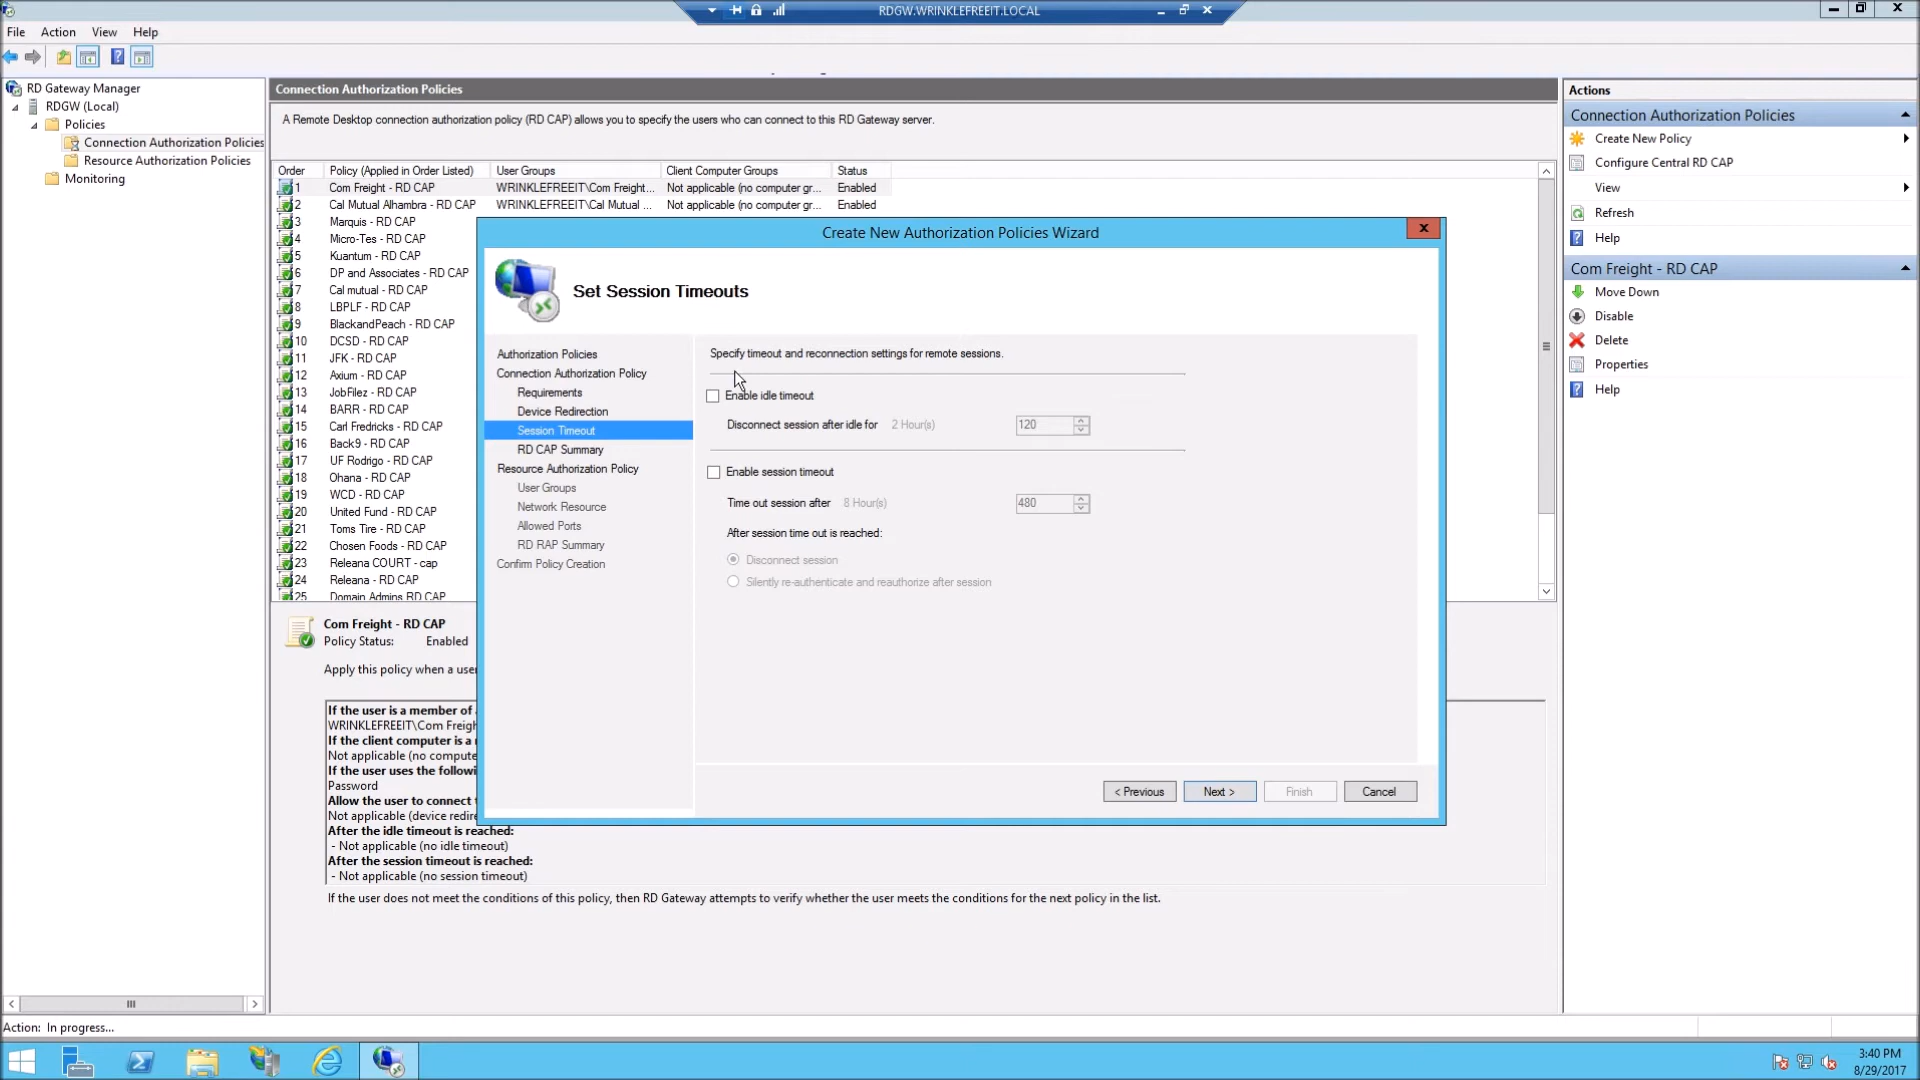 RDGW.WRINKLEFREEIT.LOCAL
File Action View Help
RD Gateway Manager
RDGW (Local)
Policies
Connection Authorization Policies
Resource Authorization Policies
Monitoring
Connection Authorization Policies
A Remote Desktop connection authorization policy (RD CAP) allows you to specify the users who can connect to this RD Gateway server.
Order Policy (Applied in Order Listed) User Groups Client Computer Groups Status
1 Com Freight - RD CAP WRINKLEFREEIT\Com Freight... Not applicable (no computer gr... Enabled
2 Cal Mutual Alhambra - RD CAP WRINKLEFREEIT\Cal Mutual ... Not applicable (no computer gr... Enabled
3 Marquis - RD CAP
4 Micro-Tes - RD CAP
5 Kuantum - RD CAP
6 DP and Associates - RD CAP
7 Cal mutual - RD CAP
8 LBPLF - RD CAP
9 BlackandPeach - RD CAP
10 DCSD - RD CAP
11 JFK - RD CAP
12 Axium - RD CAP
13 JobFilez - RD CAP
14 BARR - RD CAP
15 Carl Fredricks - RD CAP
16 Back9 - RD CAP
17 UF Rodrigo - RD CAP
18 Ohana - RD CAP
19 WCD - RD CAP
20 United Fund - RD CAP
21 Toms Tire - RD CAP
22 Chosen Foods - RD CAP
23 Releana COURT - cap
24 Releana - RD CAP
25 Domain Admins RD CAP
Com Freight - RD CAP
Policy Status: Enabled
Apply this policy when a use
If the user is a member of
WRINKLEFREEIT\Com Freigh
If the client computer is a
Not applicable (no compute
If the user uses the followi
Password
Allow the user to connect
Not applicable (device redire
After the idle timeout is reached:
- Not applicable (no idle timeout)
After the session timeout is reached:
- Not applicable (no session timeout)
If the user does not meet the conditions of this policy, then RD Gateway attempts to verify whether the user meets the conditions for the next policy in the list.
Create New Authorization Policies Wizard
Set Session Timeouts
Authorization Policies
Connection Authorization Policy
Requirements
Device Redirection
Session Timeout
RD CAP Summary
Resource Authorization Policy
User Groups
Network Resource
Allowed Ports
RD RAP Summary
Confirm Policy Creation
Specify timeout and reconnection settings for remote sessions.
Enable idle timeout
Disconnect session after idle for 2 Hour(s) 120
Enable session timeout
Time out session after 8 Hour(s) 480
After session time out is reached:
Disconnect session
Silently re-authenticate and reauthorize after session
< Previous Next > Finish Cancel
Actions
Connection Authorization Policies
Create New Policy
Configure Central RD CAP
View
Refresh
Help
Com Freight - RD CAP
Move Down
Disable
Delete
Properties
Help
Action: In progress...
3:40 PM
8/29/2017